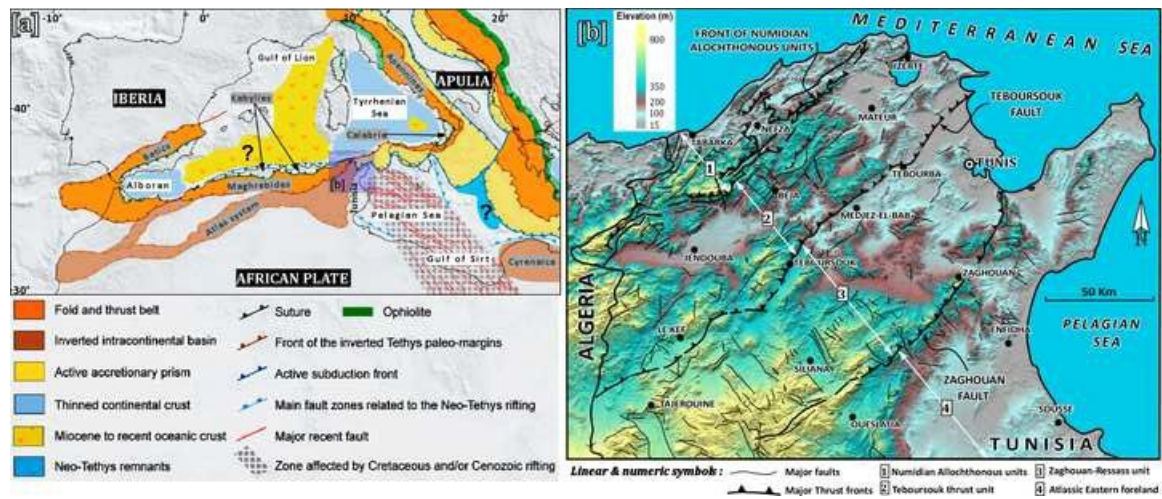 [a]
0°
10°
20°
40°
-10°
30°
IBERIA
Gulf of Lion
Apennines
APULIA
Kabylies
Tyrrhenian
Sea
Calabria
?
Betics
Alboran
Maghrebides
[b]
Tunisia
Atlas system
Pelagian Sea
?
Gulf of Sirt
Cyrenaica
AFRICAN PLATE
Fold and thrust belt
Inverted intracontinental basin
Active accretionary prism
Thinned continental crust
Miocene to recent oceanic crust
Neo-Tethys remnants
Suture
Ophiolite
Front of the inverted Tethys paleo-margins
Active subduction front
Main fault zones related to the Neo-Tethys rifting
Major recent fault
Zone affected by Cretaceous and/or Cenozoic rifting
[b]
Elevation (m)
900
350
200
100
15
FRONT OF NUMIDIAN
ALOCHTHONOUS UNITS
MEDITERRANEAN SEA
IZERTE
TEBOURSOUK
FAULT
MATEUR
NEFZA
TABARKA
TUNIS
1
TEBOURBA
BEJA
2
MEDJEZ-EL-BAB
JENDOUBA
TEBOURSOUK
ZAGHOUAN
3
50 Km
ALGERIA
LE KEF
ENFIDHA
PELAGIAN
SEA
SILIANA
ZAGHOUAN
FAULT
TAJEROUINE
4
OUESLATIA
SOUSSE
TUNISIA
Linear & numeric symbols :
Major faults
1 Numidian Allochthonous units
3 Zaghouan-Ressass unit
Major Thrust fronts
2 Teboursouk thrust unit
4 Atlassic Eastern foreland